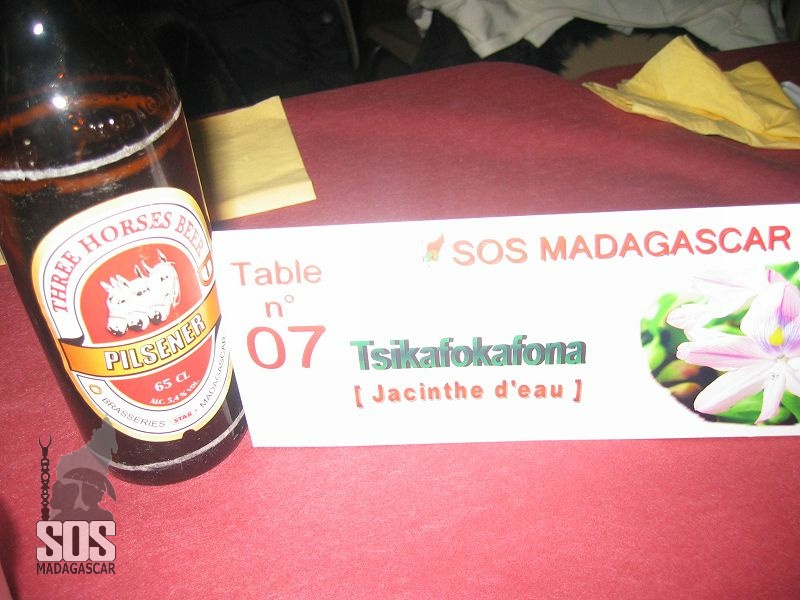 THREE HORSES BEER
PILSENER
65 CL
ALC. 5,4% VOL.
BRASSERIES STAR · MADAGASCAR
SOS MADAGASCAR
Table
n°
07
Tsikafokafona
[ Jacinthe d'eau ]
SOS
MADAGASCAR